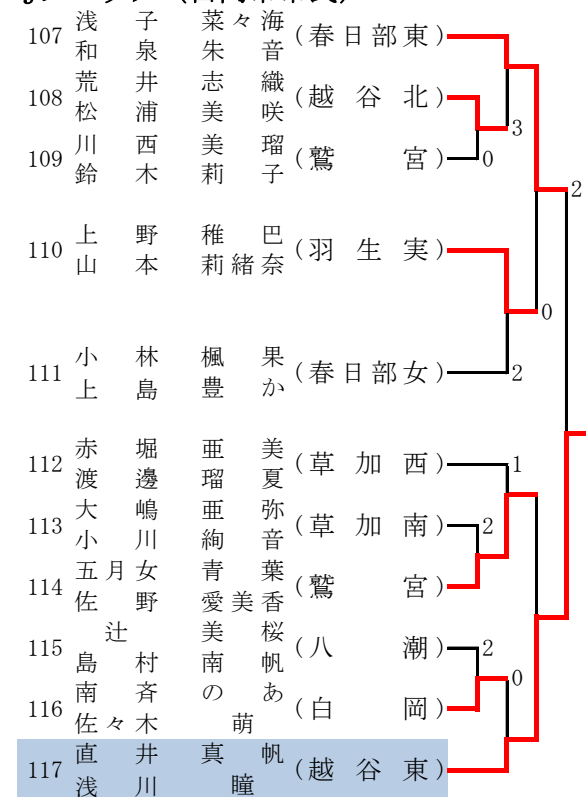 107 浅子菜々海 (春日部東)
和泉朱音
108 荒井志織 (越谷北)
松浦美咲
3
109 川西美瑠 (鷲宮) 0
鈴木莉子
2
110 上野稚巴 (羽生実)
山本莉緒奈
0
111 小林楓果 (春日部女) 2
上島豊か
112 赤堀亜美 (草加西) 1
渡邊瑠夏
113 大嶋亜弥 (草加南) 2
小川絢音
114 五月女青葉 (鷲宮)
佐野愛美香
115 辻美桜 (八潮) 2
島村南帆
0
116 南斉のあ (白岡)
佐々木萌
117 直井真帆 (越谷東)
浅川瞳